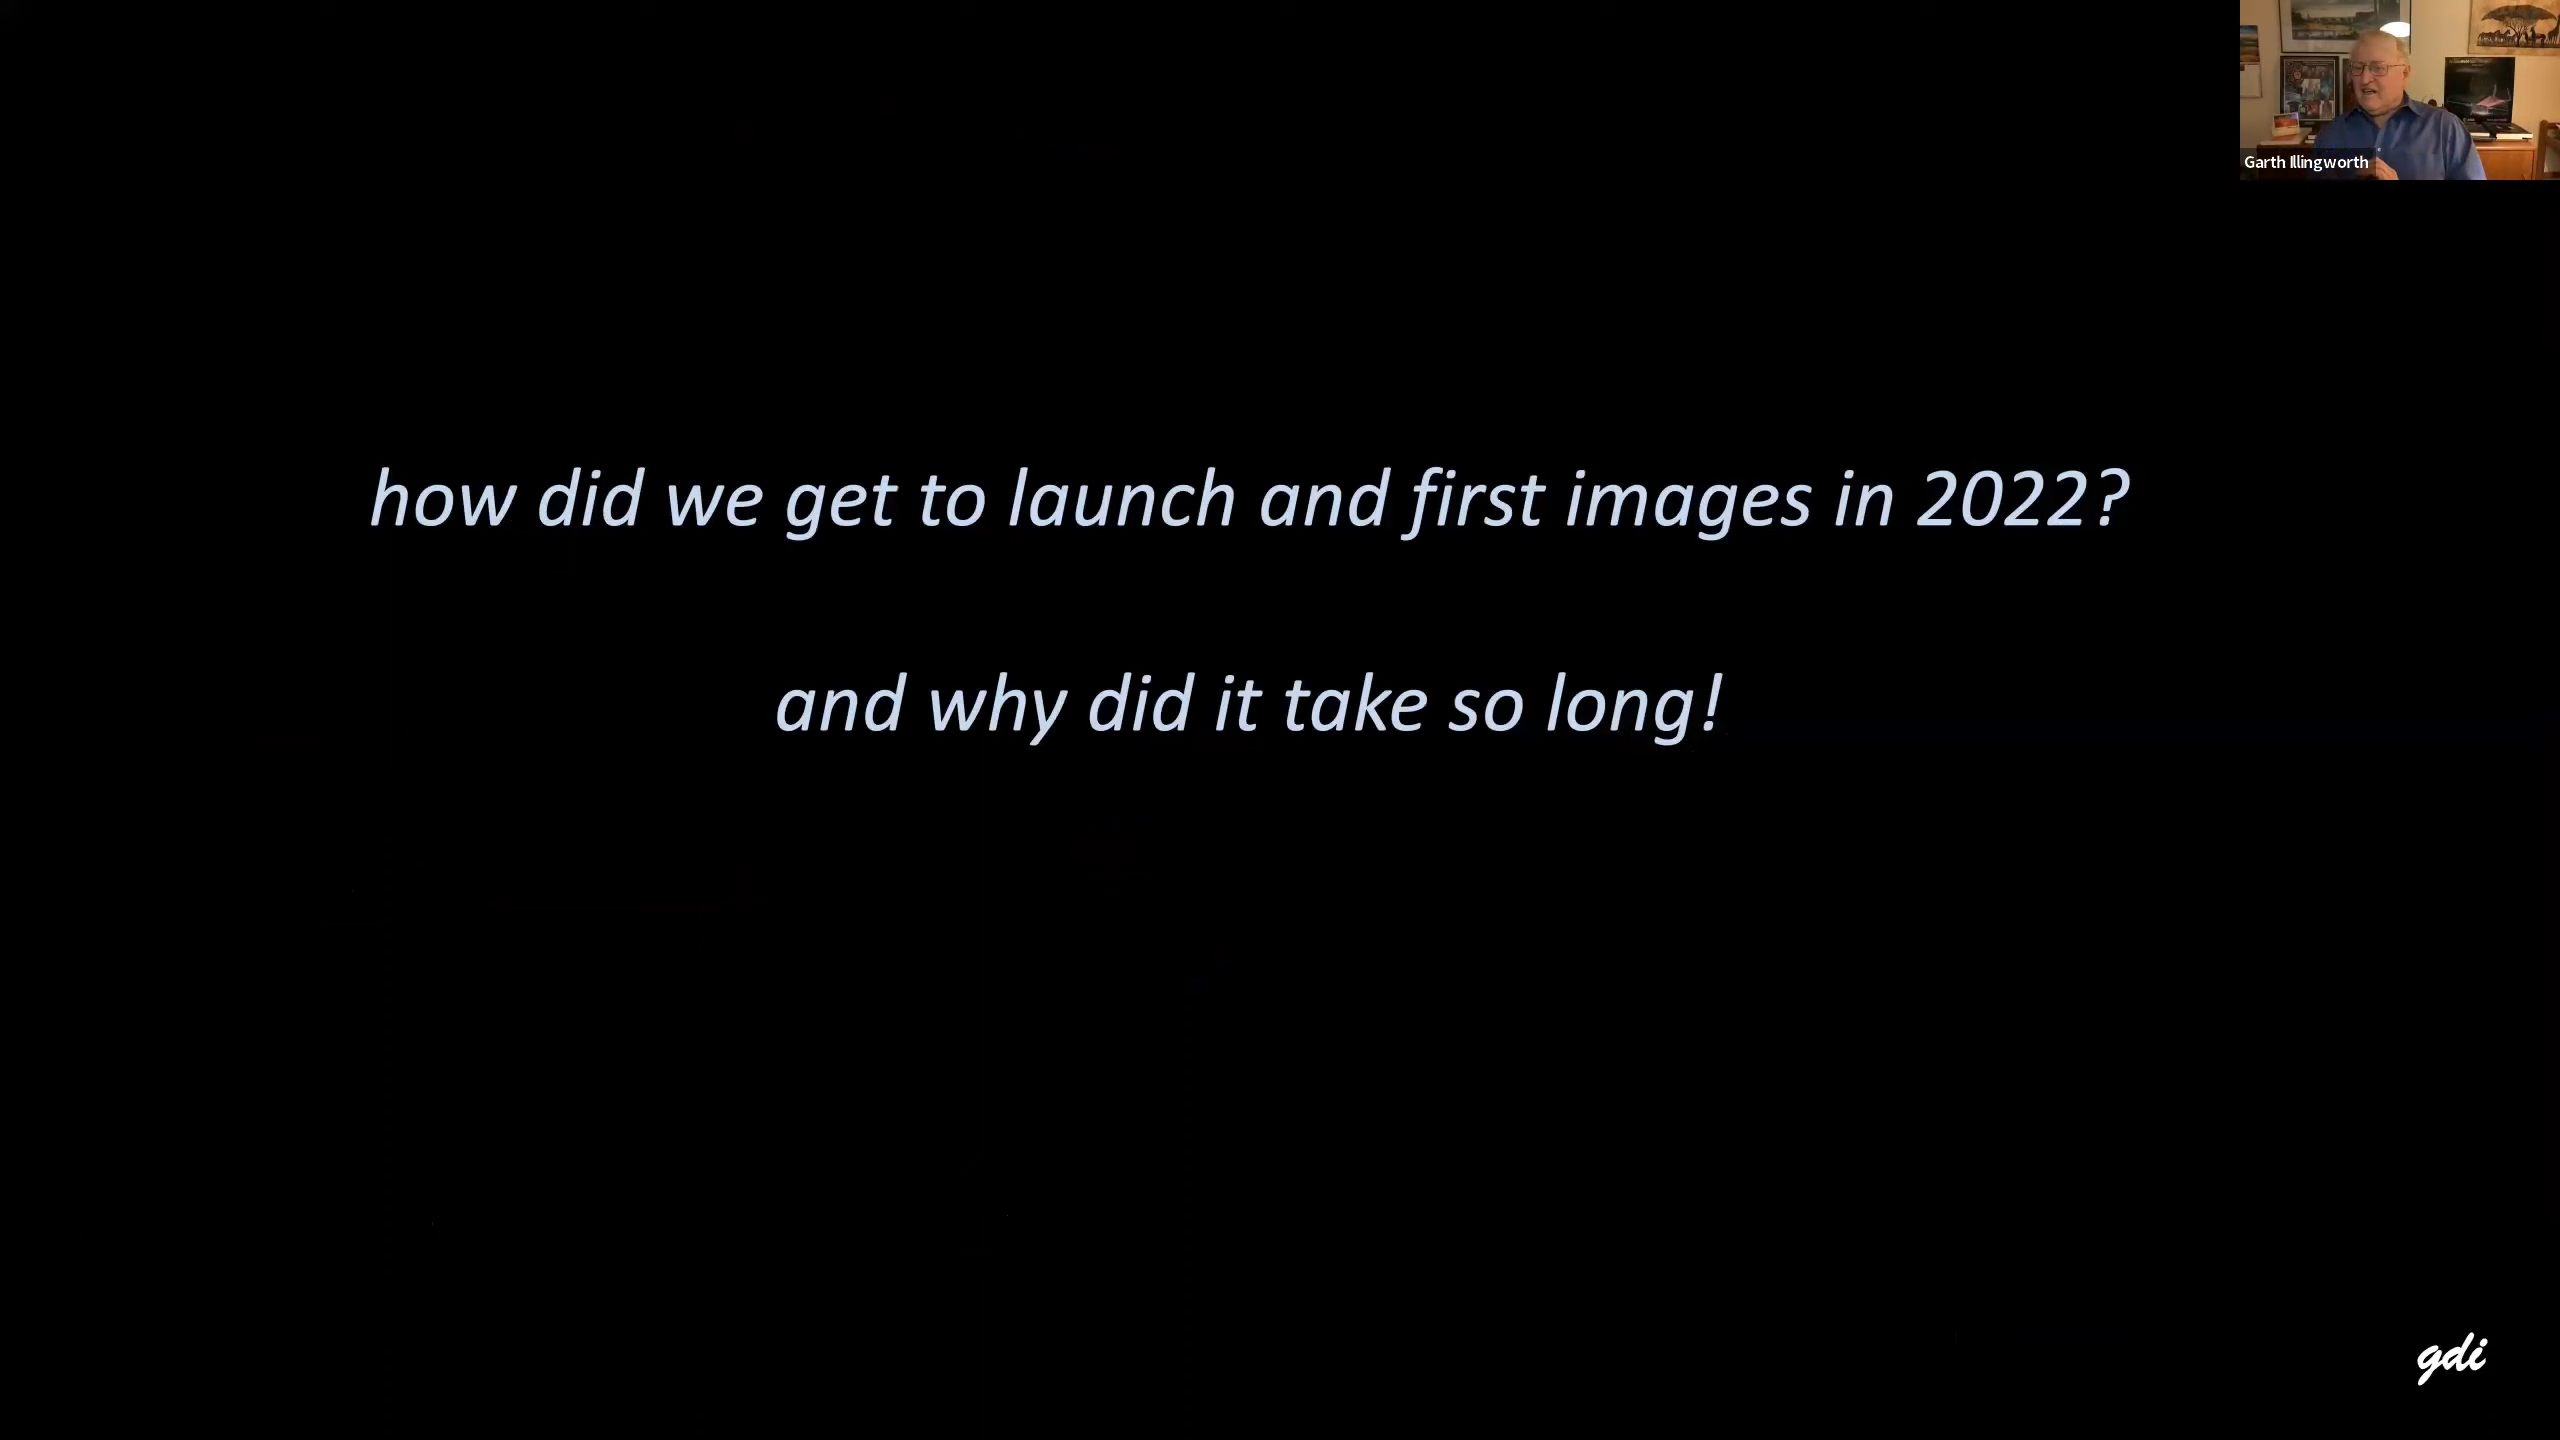 Garth Illingworth
how did we get to launch and first images in 2022?
and why did it take so long!
gdi